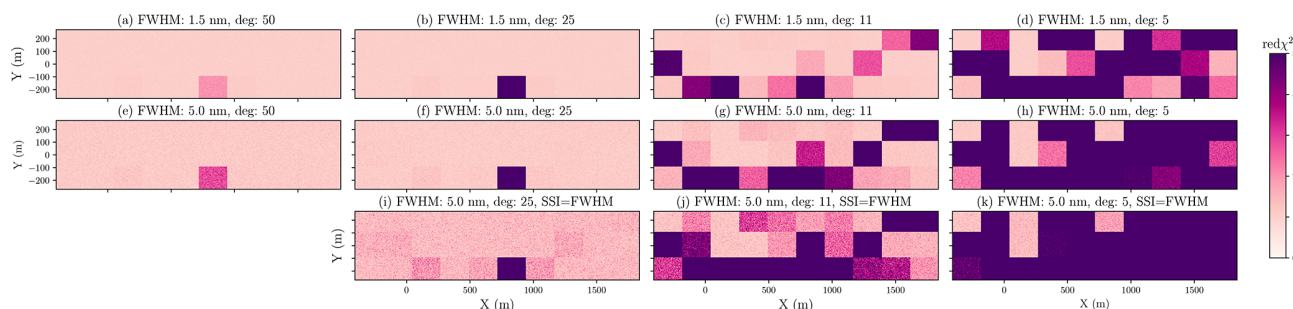 (a) FWHM: 1.5 nm, deg: 50
(b) FWHM: 1.5 nm, deg: 25
(c) FWHM: 1.5 nm, deg: 11
(d) FWHM: 1.5 nm, deg: 5
redχ²
Y (m)
200
100
0
−100
−200
(e) FWHM: 5.0 nm, deg: 50
(f) FWHM: 5.0 nm, deg: 25
(g) FWHM: 5.0 nm, deg: 11
(h) FWHM: 5.0 nm, deg: 5
Y (m)
200
100
0
−100
−200
(i) FWHM: 5.0 nm, deg: 25, SSI=FWHM
(j) FWHM: 5.0 nm, deg: 11, SSI=FWHM
(k) FWHM: 5.0 nm, deg: 5, SSI=FWHM
Y (m)
0 500 1000 1500
0 500 1000 1500
0 500 1000 1500
X (m)
X (m)
X (m)